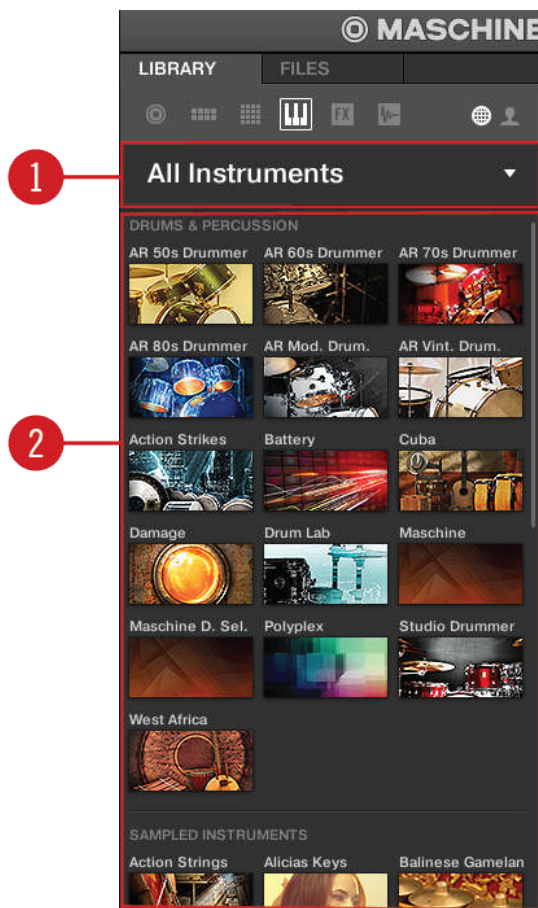 MASCHINE
LIBRARY FILES
FX
1
All Instruments
DRUMS & PERCUSSION
AR 50s Drummer AR 60s Drummer AR 70s Drummer
AR 80s Drummer AR Mod. Drum. AR Vint. Drum.
2
Action Strikes Battery Cuba
Damage Drum Lab Maschine
Maschine D. Sel. Polyplex Studio Drummer
West Africa
SAMPLED INSTRUMENTS
Action Strings Alicias Keys Balinese Gamelan